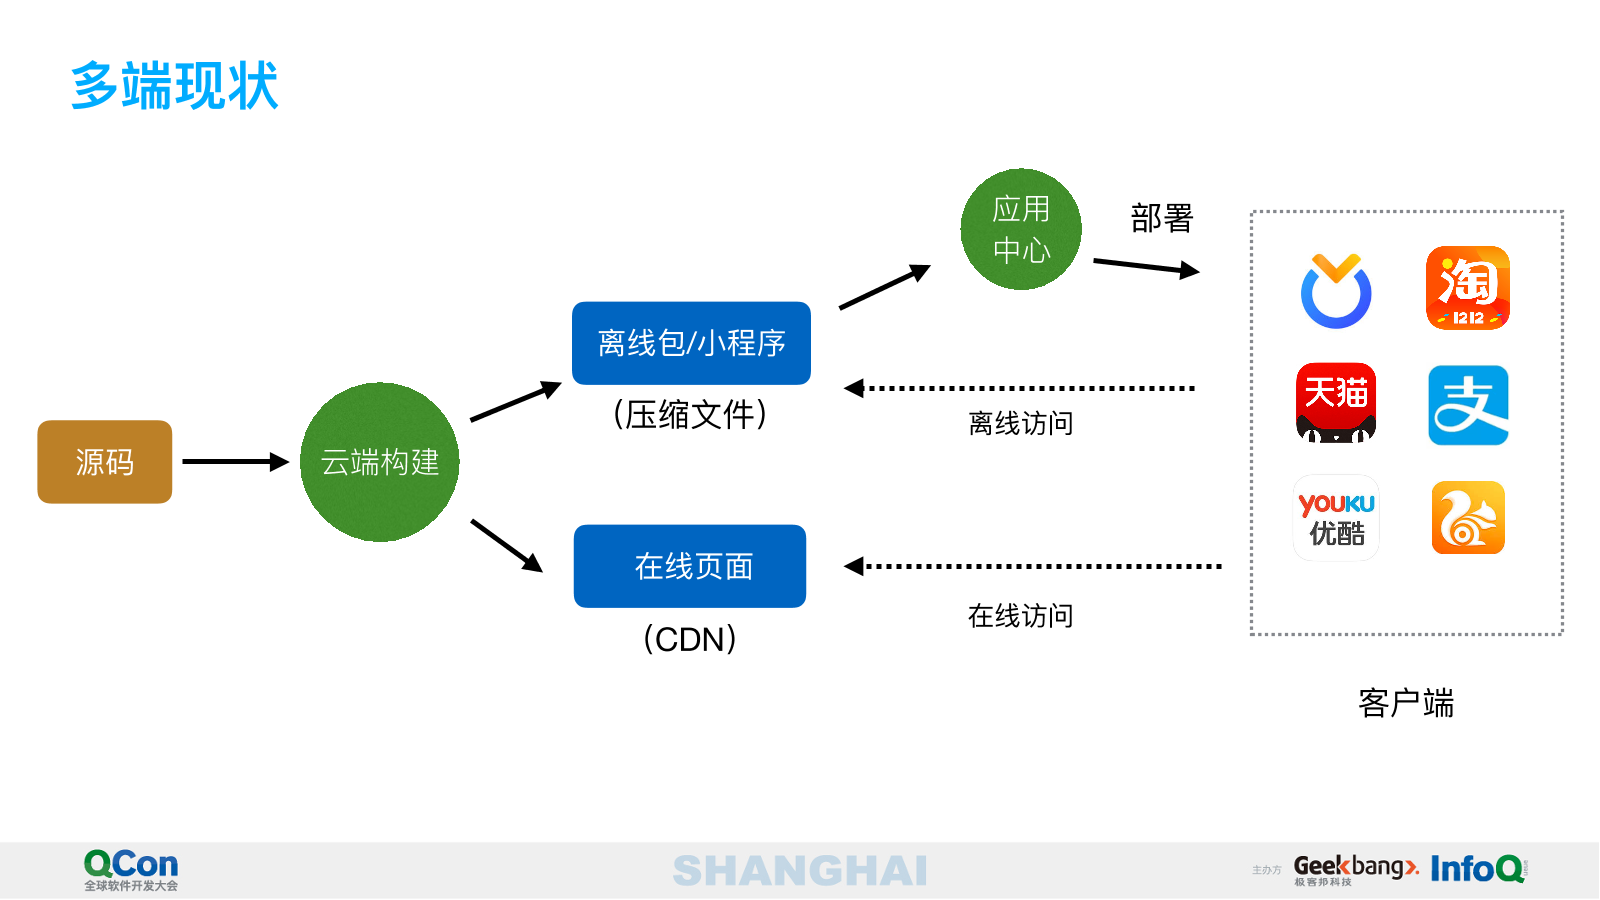 多端现状
应用
中心
部署
离线包/小程序
(压缩文件)
离线访问
源码
云端构建
在线页面
(CDN)
在线访问
淘
1212
天猫
支
YOUKU
优酷
客户端
QCon
全球软件开发大会
SHANGHAI
主办方
Geekbang>.
极客邦科技
InfoQ